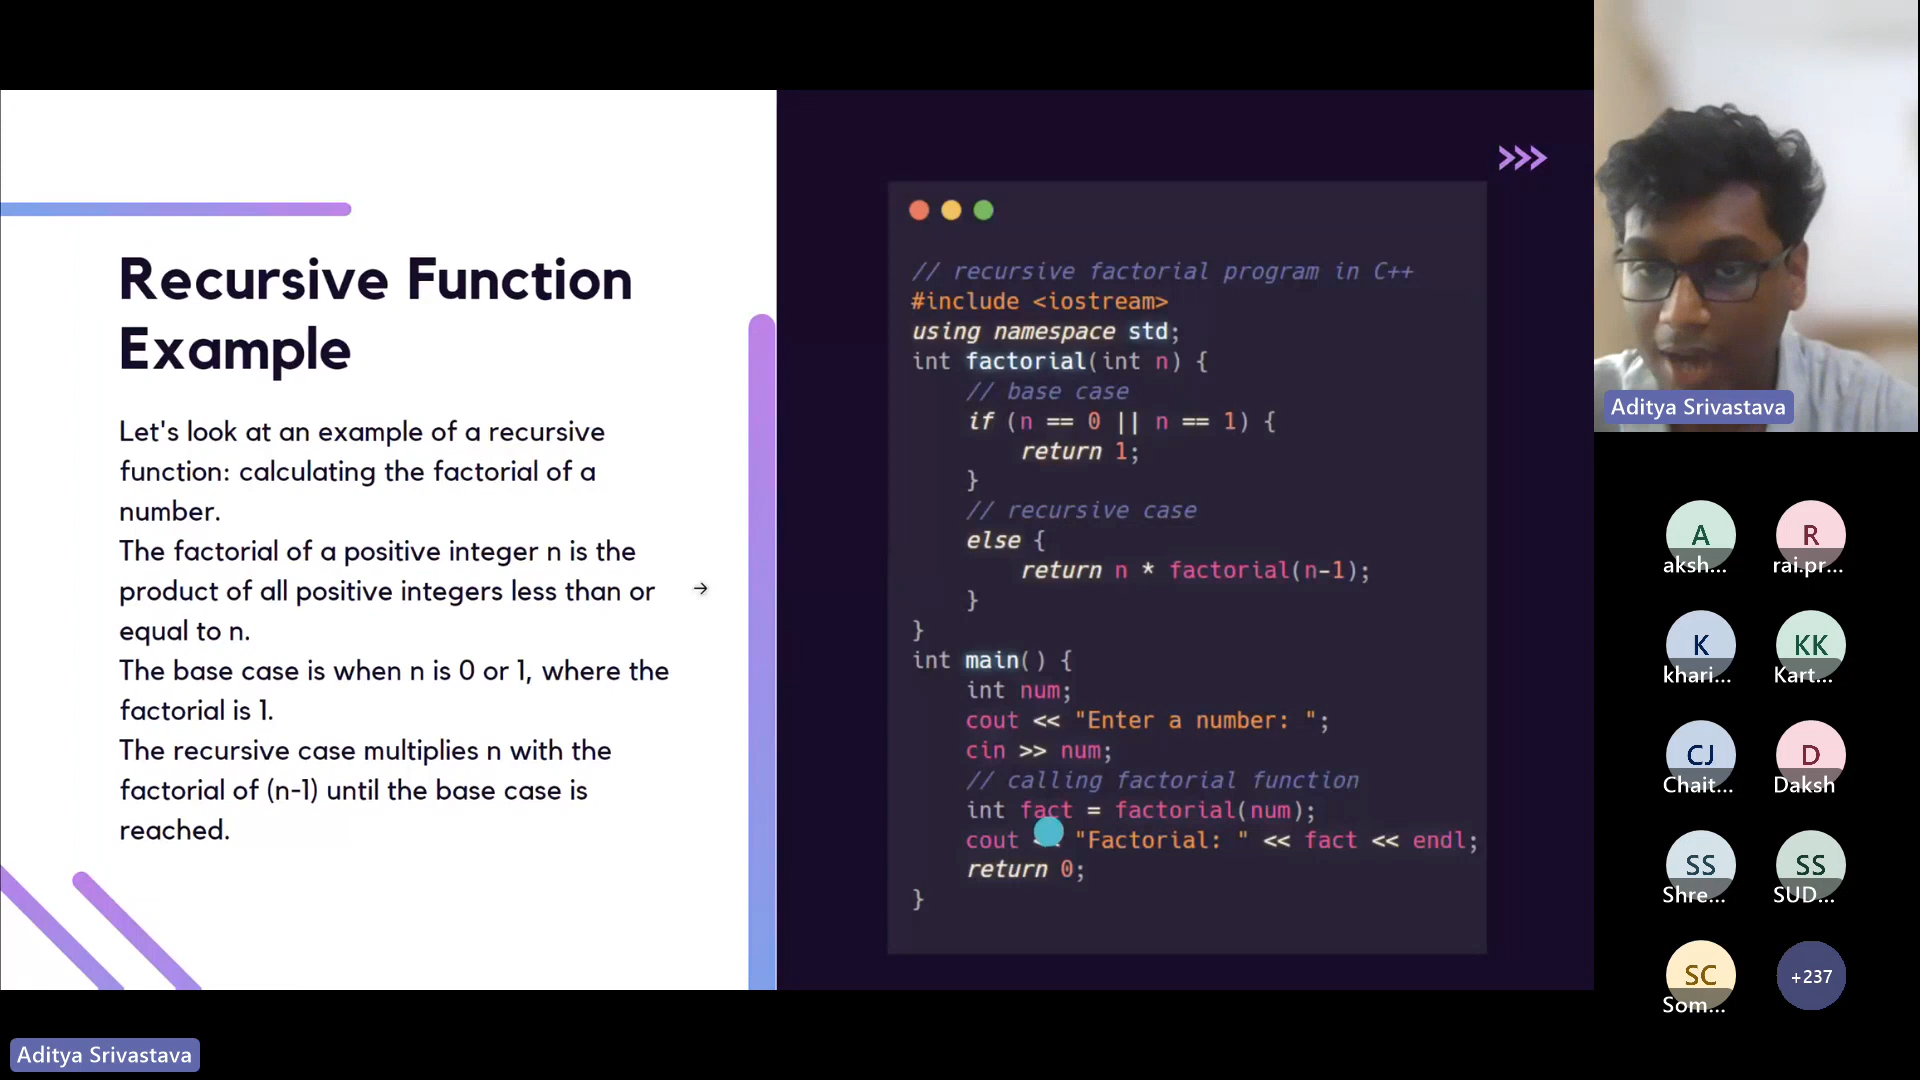 Recursive Function
Example
Let's look at an example of a recursive
function: calculating the factorial of a
number.
The factorial of a positive integer n is the
product of all positive integers less than or
equal to n.
The base case is when n is 0 or 1, where the
factorial is 1.
The recursive case multiplies n with the
factorial of (n-1) until the base case is
reached.
// recursive factorial program in C++
#include <iostream>
using namespace std;
int factorial(int n) {
// base case
if (n == 0 || n == 1) {
return 1;
}
// recursive case
else {
return n * factorial(n-1);
}
}
int main() {
int num;
cout << "Enter a number: ";
cin >> num;
// calling factorial function
int fact = factorial(num);
cout << "Factorial: " << fact << endl;
return 0;
}
Aditya Srivastava
A
aksh...
R
rai.pr...
K
khari...
KK
Kart...
CJ
Chait...
D
Daksh
SS
Shre...
SS
SUD...
SC
Som...
+237
Aditya Srivastava